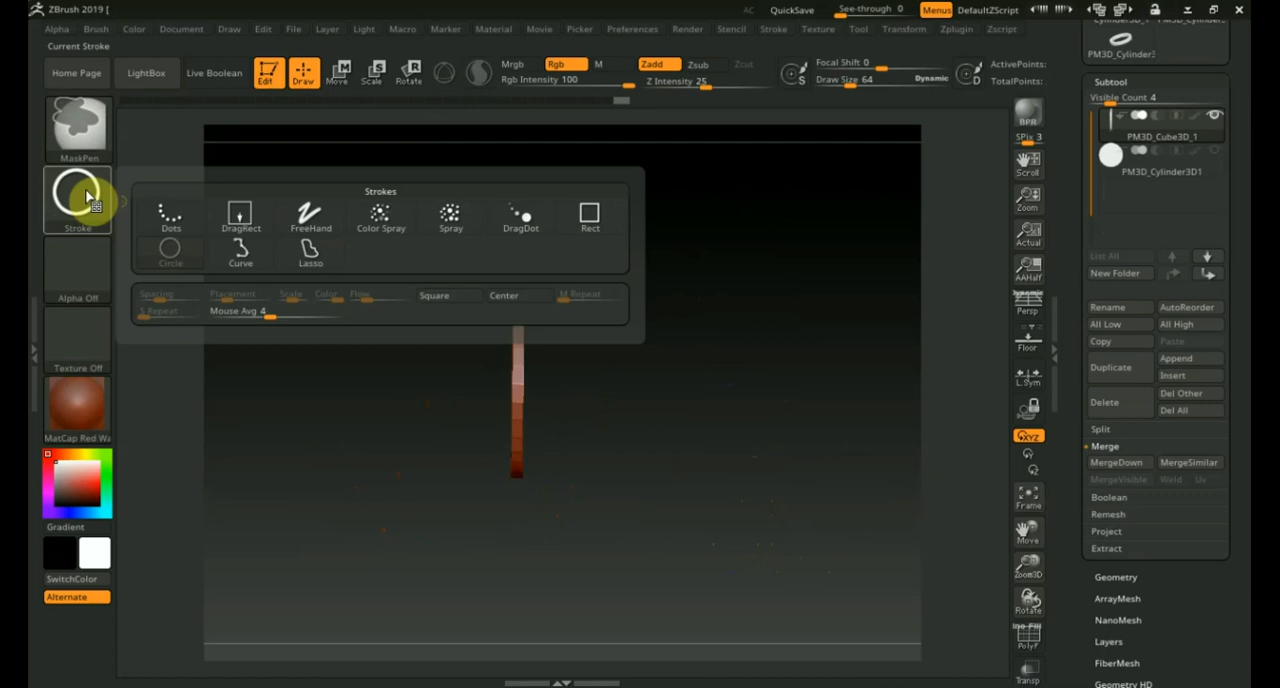 ZBrush 2019 [
AC QuickSave See-through 0 Menus DefaultZScript
Alpha Brush Color Document Draw Edit File Layer Light Macro Marker Material Movie Picker Preferences Render Stencil Stroke Texture Tool Transform Zplugin Zscript
Current Stroke
Home Page LightBox Live Boolean Edit Draw Move Scale Rotate
Mrgb Rgb M
Rgb Intensity 100
Zadd Zsub Zcut
Z Intensity 25
S
Focal Shift 0
Draw Size 64 Dynamic
D
ActivePoints:
TotalPoints:
MaskPen
Stroke
Alpha Off
Texture Off
MatCap Red Wa
Gradient
SwitchColor
Alternate
Strokes
Dots DragRect FreeHand Color Spray Spray DragDot Rect
Circle Curve Lasso
Spacing Placement Scale Color Flow Square Center M Repeat
S Repeat Mouse Avg 4
BPR
SPix 3
Scroll
Zoom
Actual
AAHalf
Dynamic
Persp
Floor
L.Sym
XYZ
Frame
Move
Zoom3D
Rotate
PolyF
Transp
PM3D_Cylinder3
Subtool
Visible Count 4
PM3D_Cube3D_1
PM3D_Cylinder3D1
List All
New Folder
Rename AutoReorder
All Low All High
Copy Paste
Duplicate Append
Insert
Delete Del Other
Del All
Split
Merge
MergeDown MergeSimilar
MergeVisible Weld Uv
Boolean
Remesh
Project
Extract
Geometry
ArrayMesh
NanoMesh
Layers
FiberMesh
Geometry HD